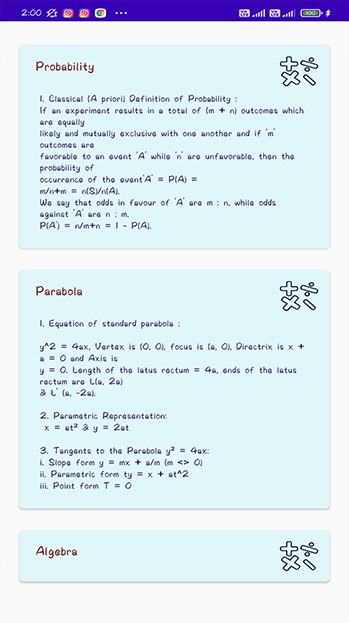 2:00
Probability
1. Classical (A priori) Definition of Probability :
If an experiment results in a total of (m + n) outcomes which
are equally
likely and mutually exclusive with one another and if 'm'
outcomes are
favorable to an event 'A' while 'n' are unfavorable, then the
probability of
occurrence of the event'A' = P(A) =
m/n+m = n(S)/n(A).
We say that odds in favour of 'A' are m : n, while odds
against 'A' are n : m.
P(A') = n/m+n = 1 - P(A).
Parabola
1. Equation of standard parabola :
y^2 = 4ax, Vertex is (0, 0), focus is (a, 0), Directrix is x +
a = 0 and Axis is
y = 0. Length of the latus rectum = 4a, ends of the latus
rectum are L(a, 2a)
& L' (a, -2a).
2. Parametric Representation:
x = at² & y = 2at
3. Tangents to the Parabola y² = 4ax:
i. Slope form y = mx + a/m (m <> 0)
ii. Parametric form ty = x + at^2
iii. Point form T = 0
Algebra